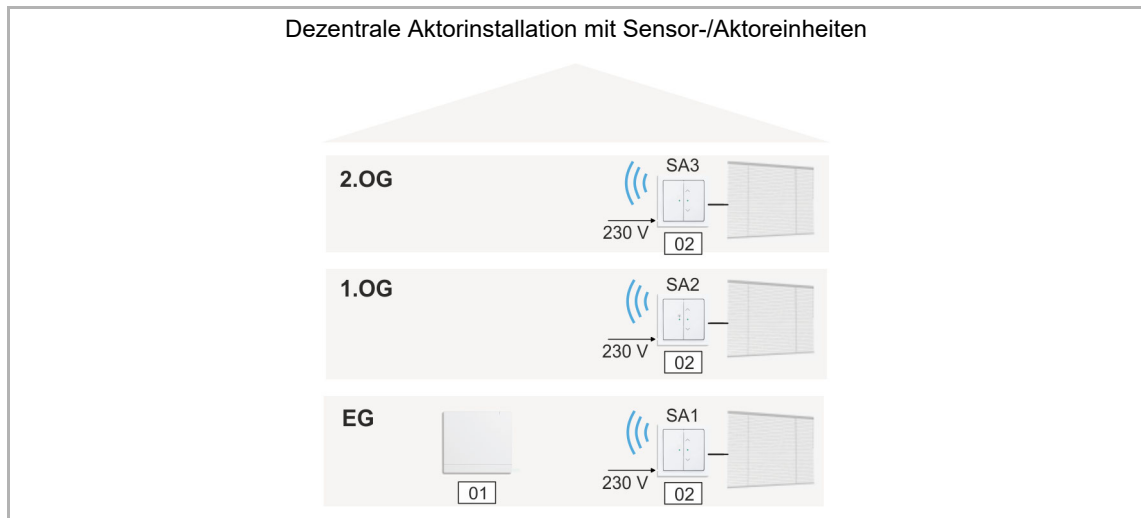 Dezentrale Aktorinstallation mit Sensor-/Aktoreinheiten
2.OG
SA3
230 V
02
1.OG
SA2
230 V
02
EG
SA1
230 V
01
02